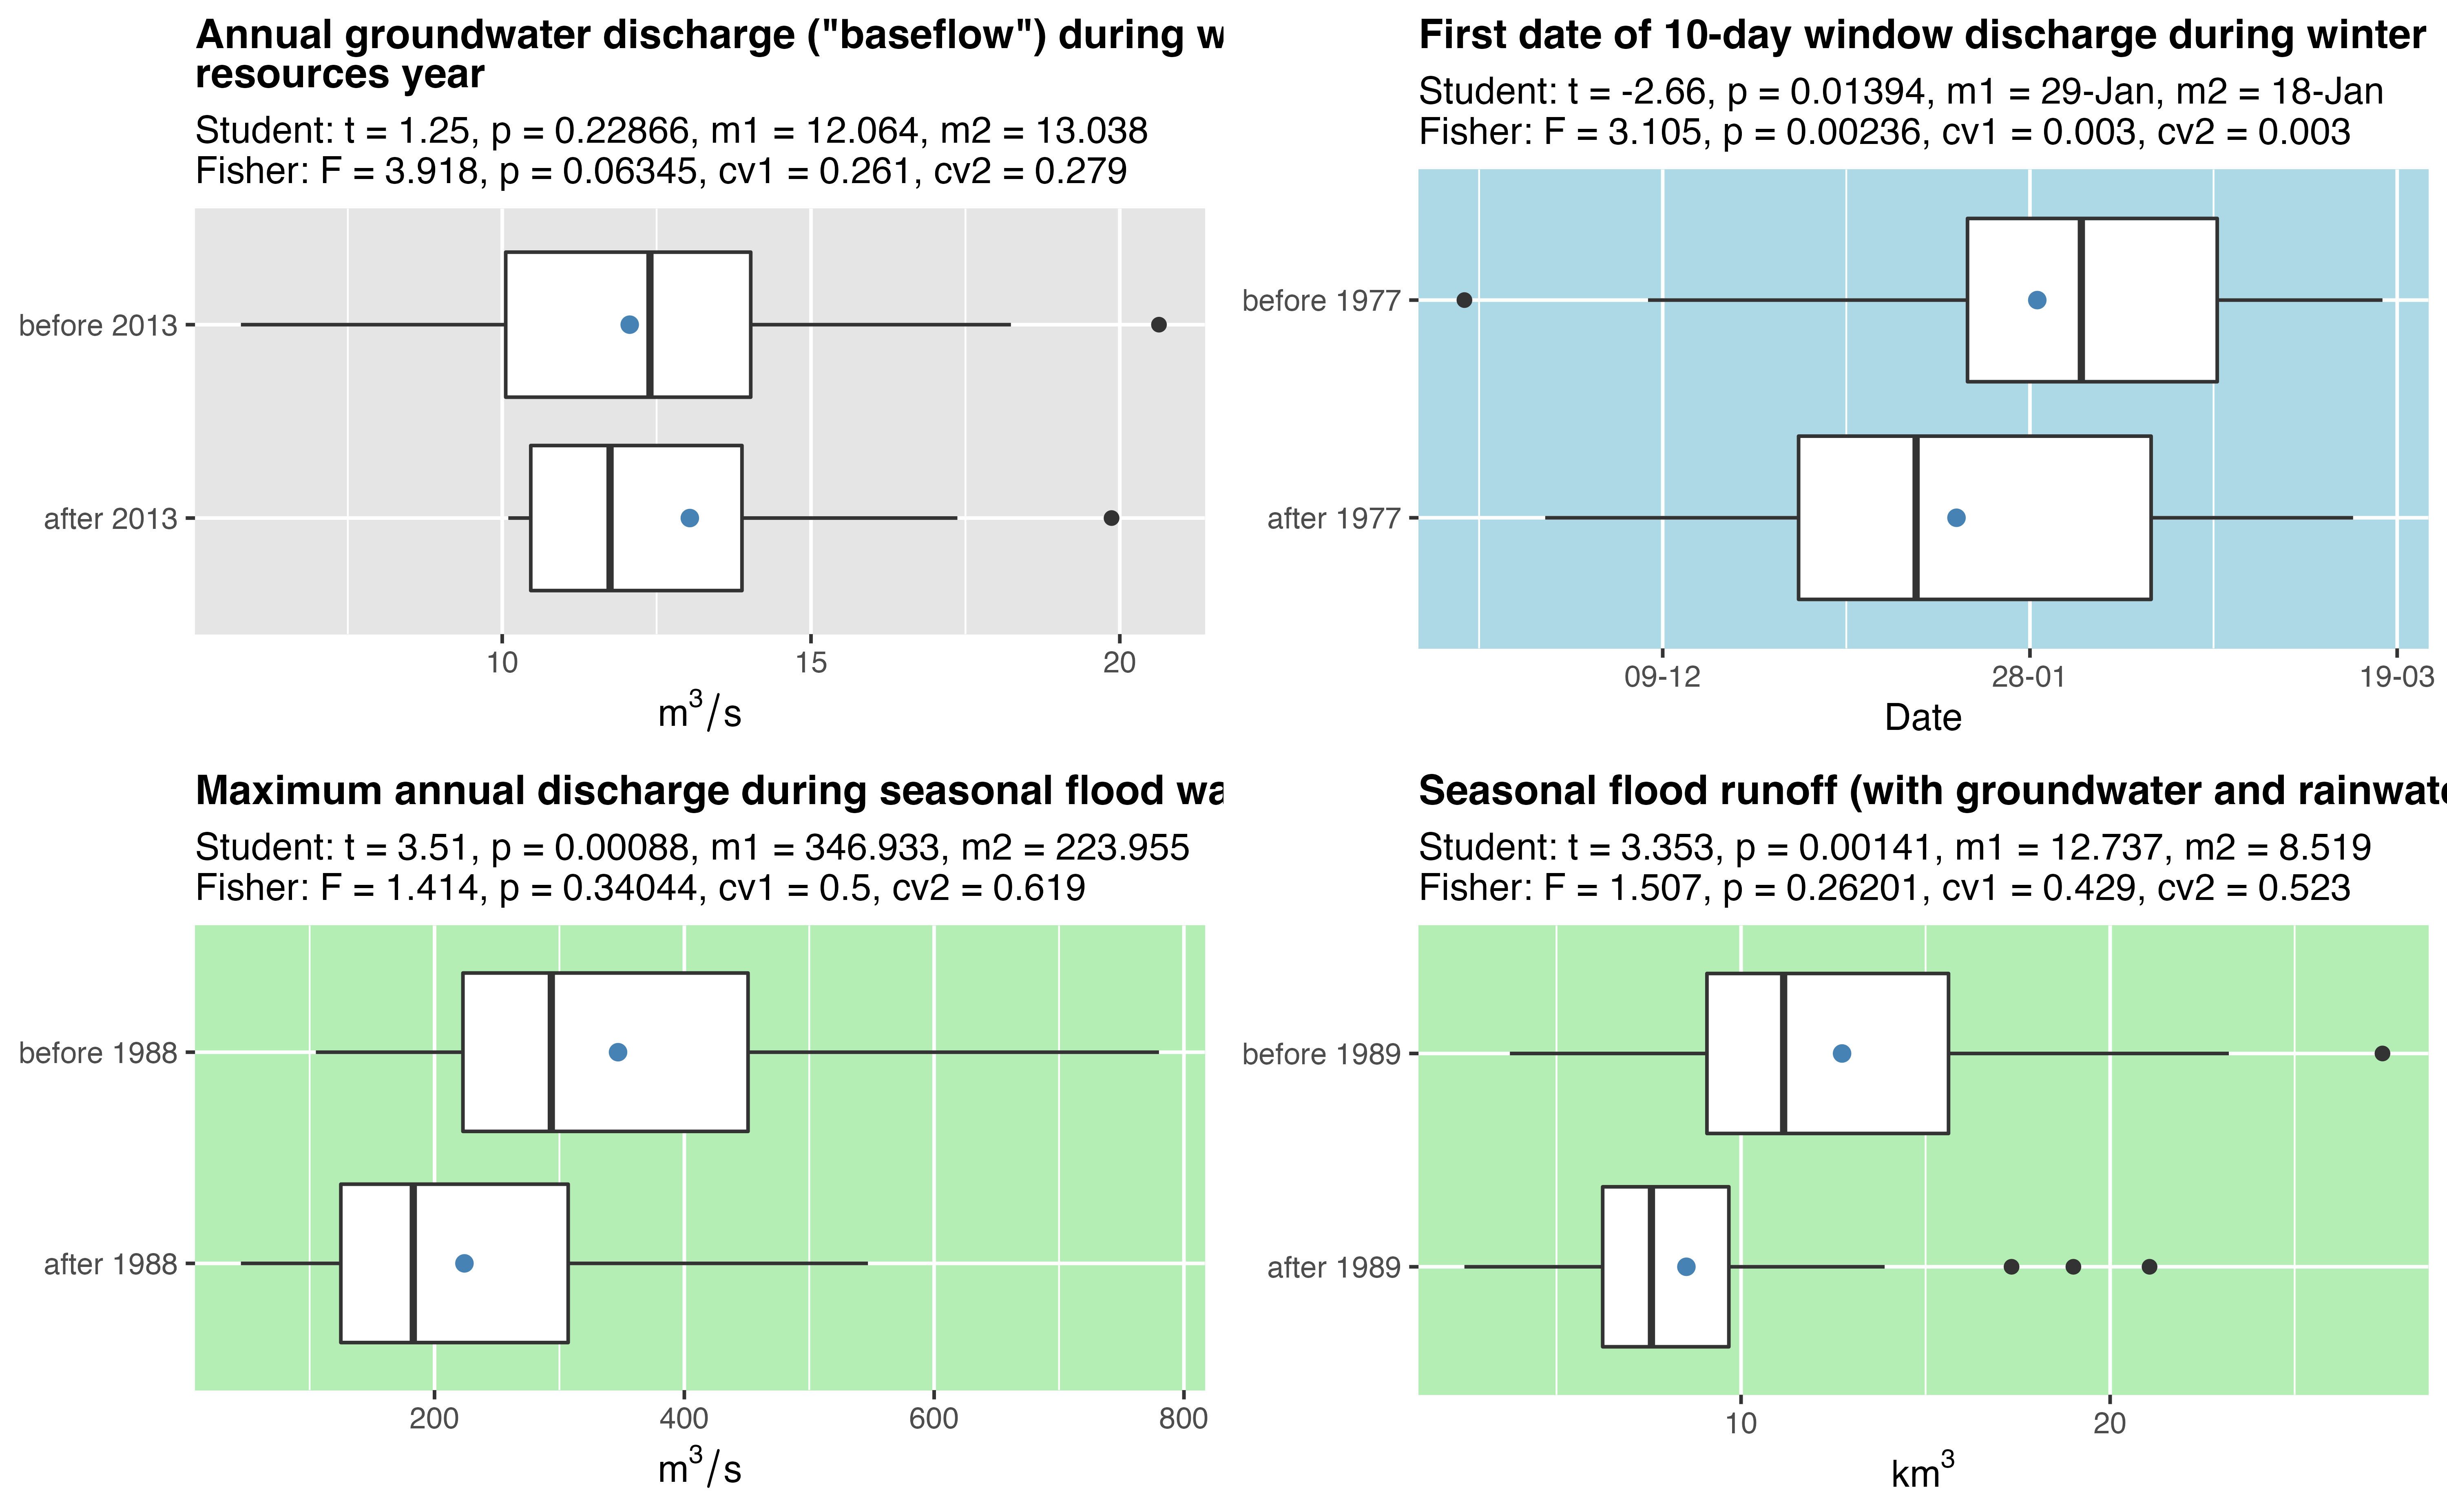 Annual groundwater discharge ("baseflow") during
resources year
Student: t = 1.25, p = 0.22866, m1 = 12.064, m2 = 13.038
Fisher: F = 3.918, p = 0.06345, cv1 = 0.261, cv2 = 0.279
before 2013
after 2013
10 15 20
m³/s
First date of 10-day window discharge during winter
Student: t = -2.66, p = 0.01394, m1 = 29-Jan, m2 = 18-Jan
Fisher: F = 3.105, p = 0.00236, cv1 = 0.003, cv2 = 0.003
before 1977
after 1977
09-12 28-01 19-03
Date
Maximum annual discharge during seasonal flood
Student: t = 3.51, p = 0.00088, m1 = 346.933, m2 = 223.955
Fisher: F = 1.414, p = 0.34044, cv1 = 0.5, cv2 = 0.619
before 1988
after 1988
200 400 600 800
m³/s
Seasonal flood runoff (with groundwater and
Student: t = 3.353, p = 0.00141, m1 = 12.737, m2 = 8.519
Fisher: F = 1.507, p = 0.26201, cv1 = 0.429, cv2 = 0.523
before 1989
after 1989
10 20
km³